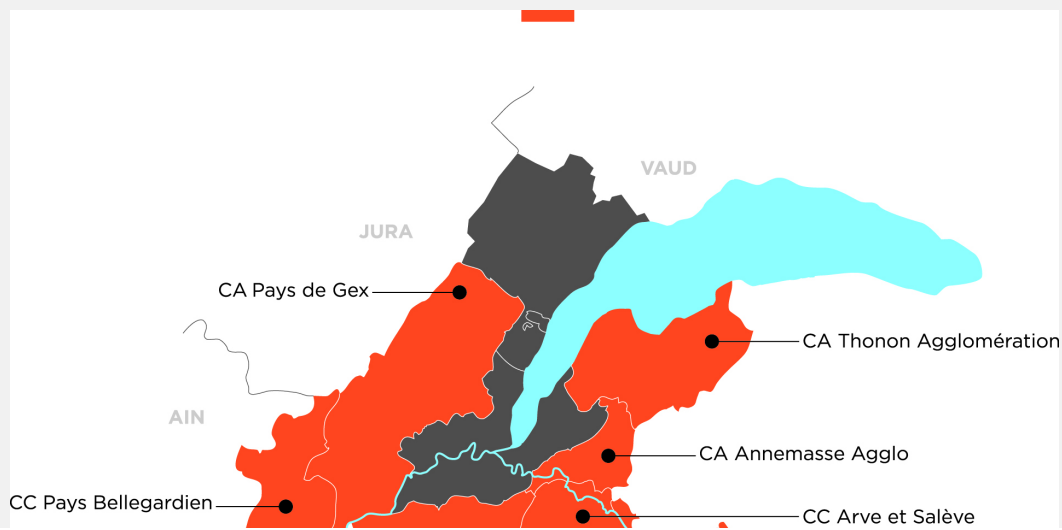 VAUD
JURA
CA Pays de Gex
CA Thonon Agglomération
AIN
CA Annemasse Agglo
CC Pays Bellegardien
CC Arve et Salève